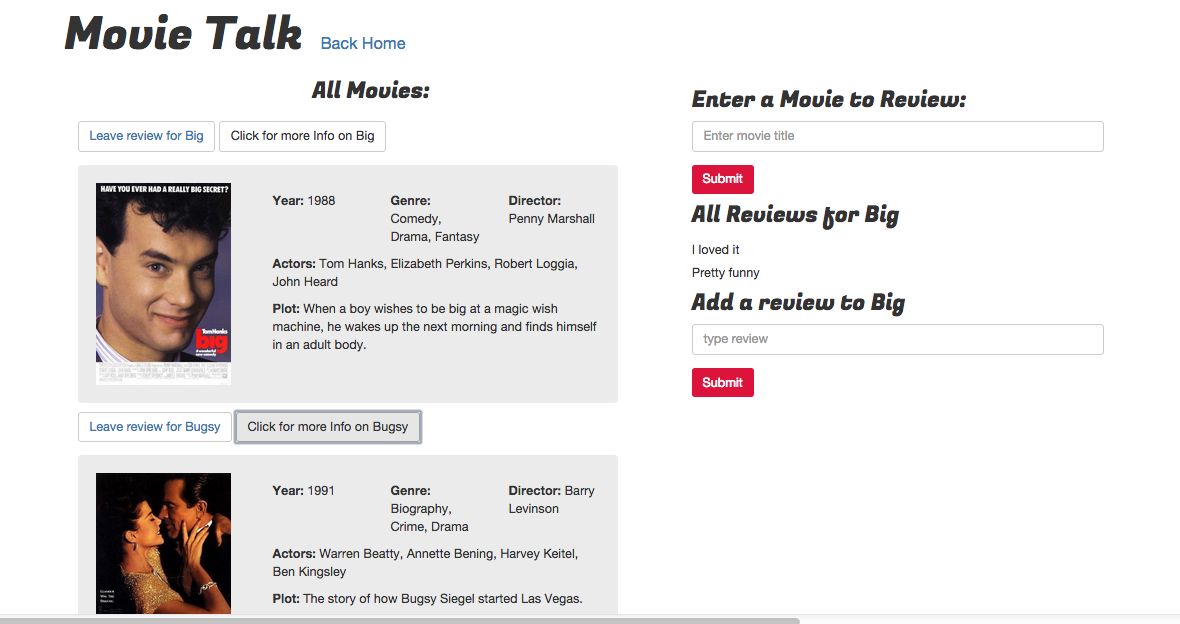 Movie Talk Back Home
All Movies:
Leave review for Big Click for more Info on Big
HAVE YOU EVER HAD A REALLY BIG SECRET?
Tom Hanks
big
Year: 1988
Genre:
Comedy,
Drama, Fantasy
Director:
Penny Marshall
Actors: Tom Hanks, Elizabeth Perkins, Robert Loggia,
John Heard
Plot: When a boy wishes to be big at a magic wish
machine, he wakes up the next morning and finds himself
in an adult body.
Leave review for Bugsy Click for more Info on Bugsy
Year: 1991
Genre:
Biography,
Crime, Drama
Director: Barry
Levinson
Actors: Warren Beatty, Annette Bening, Harvey Keitel,
Ben Kingsley
Plot: The story of how Bugsy Siegel started Las Vegas.
Enter a Movie to Review:
Enter movie title
Submit
All Reviews for Big
I loved it
Pretty funny
Add a review to Big
type review
Submit